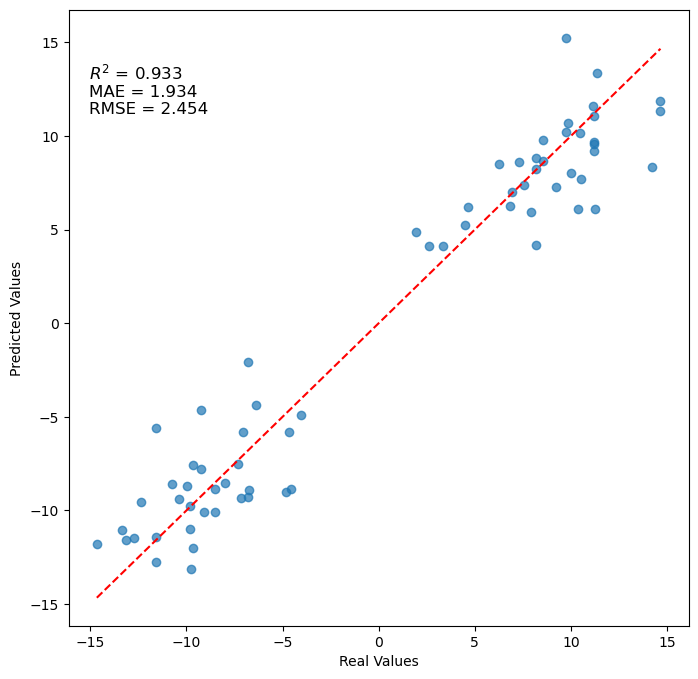 R² = 0.933
MAE = 1.934
RMSE = 2.454
15
10
5
0
−5
−10
−15
Predicted Values
−15 −10 −5 0 5 10 15
Real Values